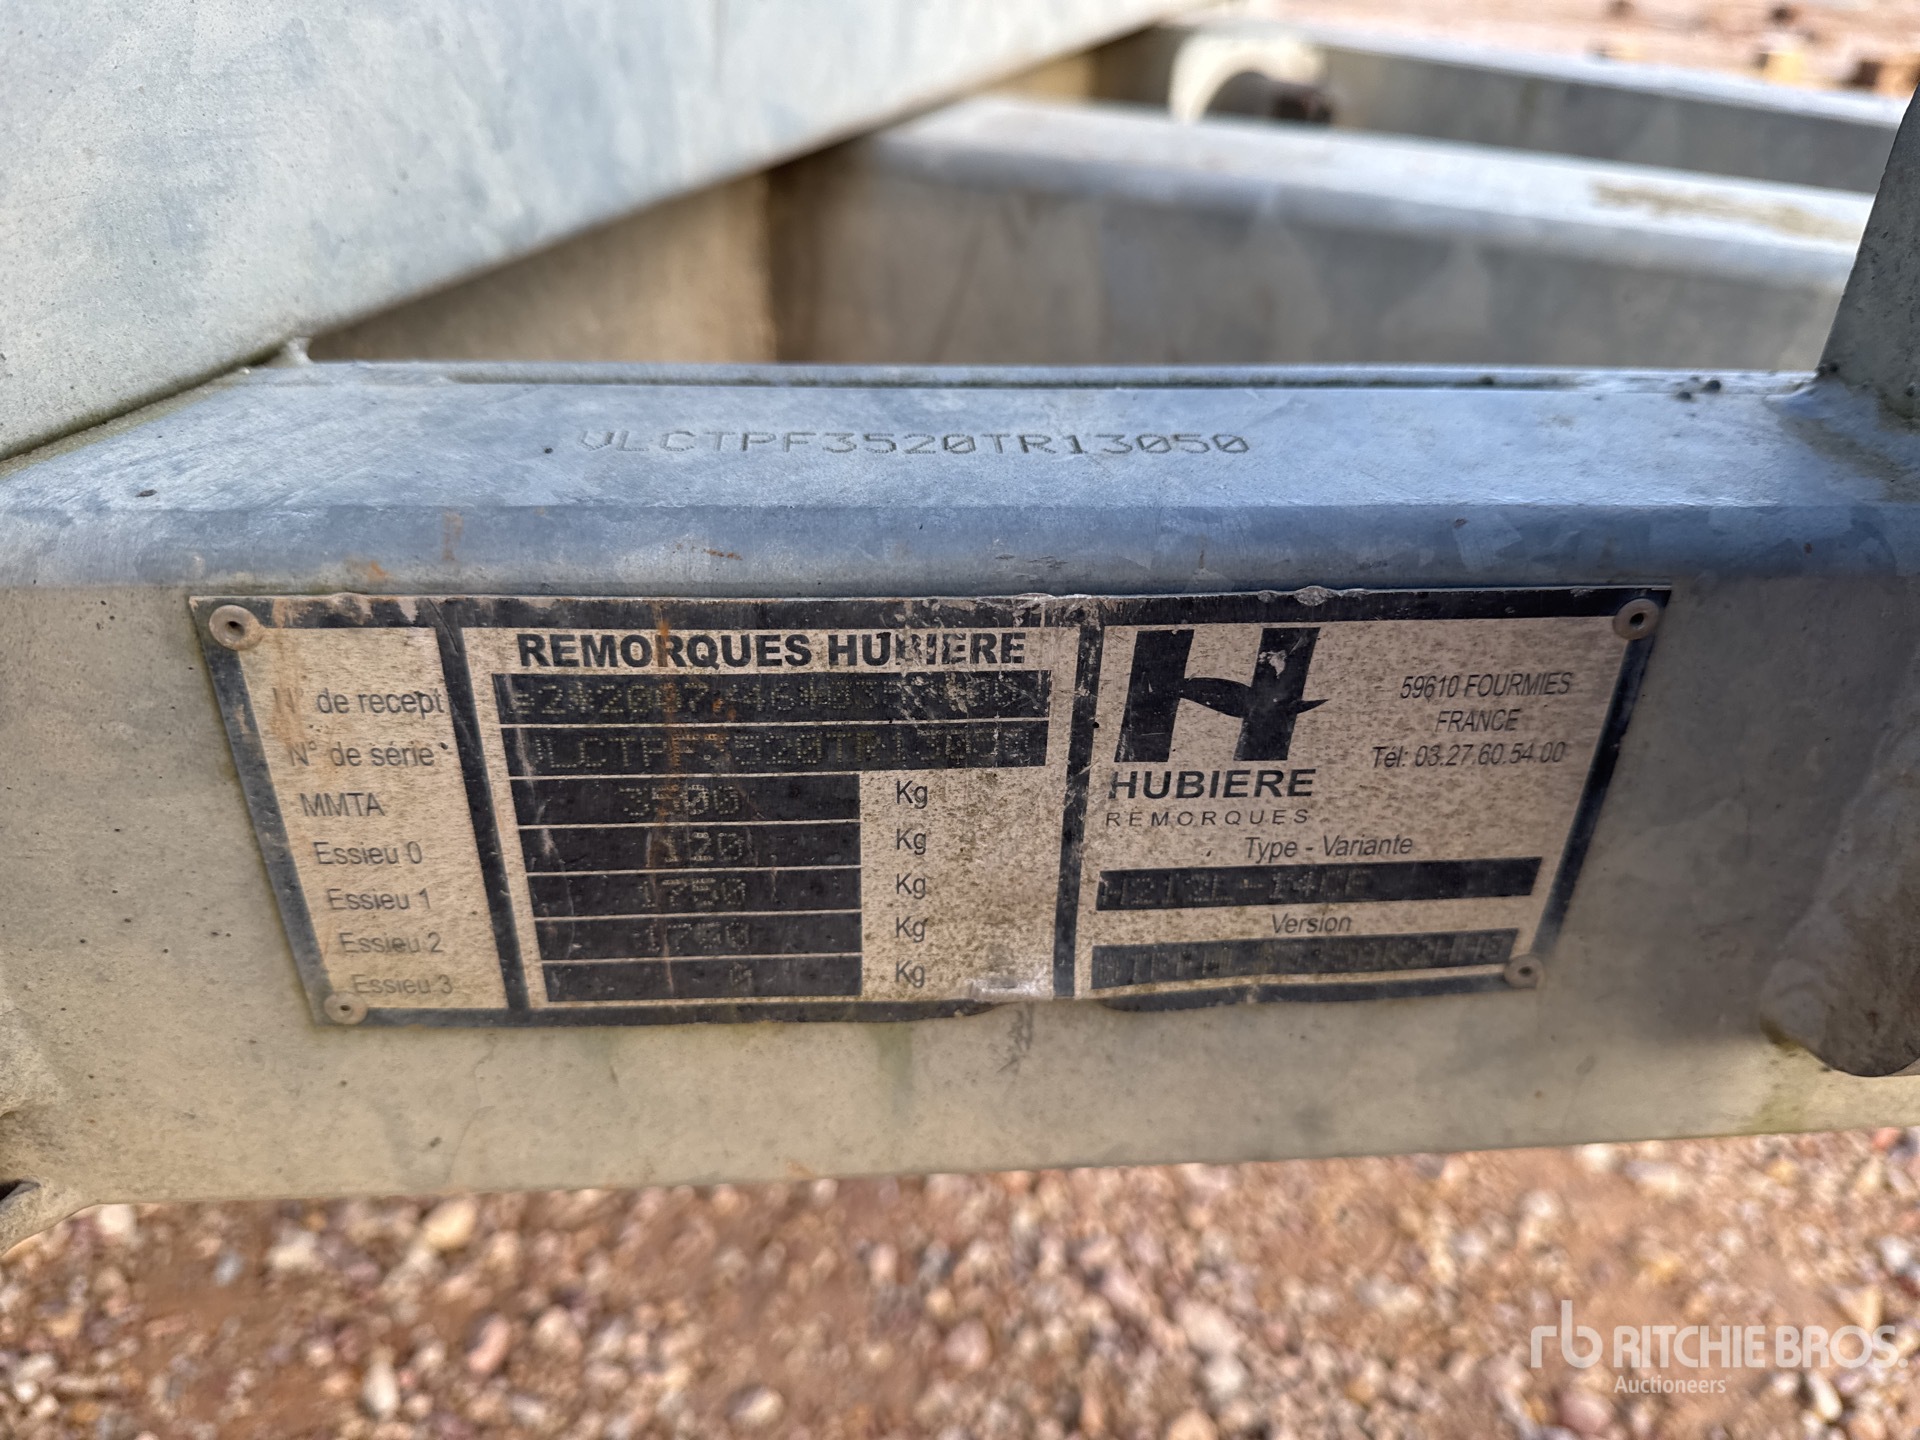 VLCTPF3520TR13050
REMORQUES HUBIERE
N° de recept
N° de série VLCTPF3520TR13050
MMTA 3500 Kg
Essieu 0 120 Kg
Essieu 1 1750 Kg
Essieu 2 1750 Kg
Essieu 3 0 Kg
H
HUBIERE
REMORQUES
59610 FOURMIES
FRANCE
Tél: 03.27.60.54.00
Type - Variante
Version
rb RITCHIE BROS.
Auctioneers